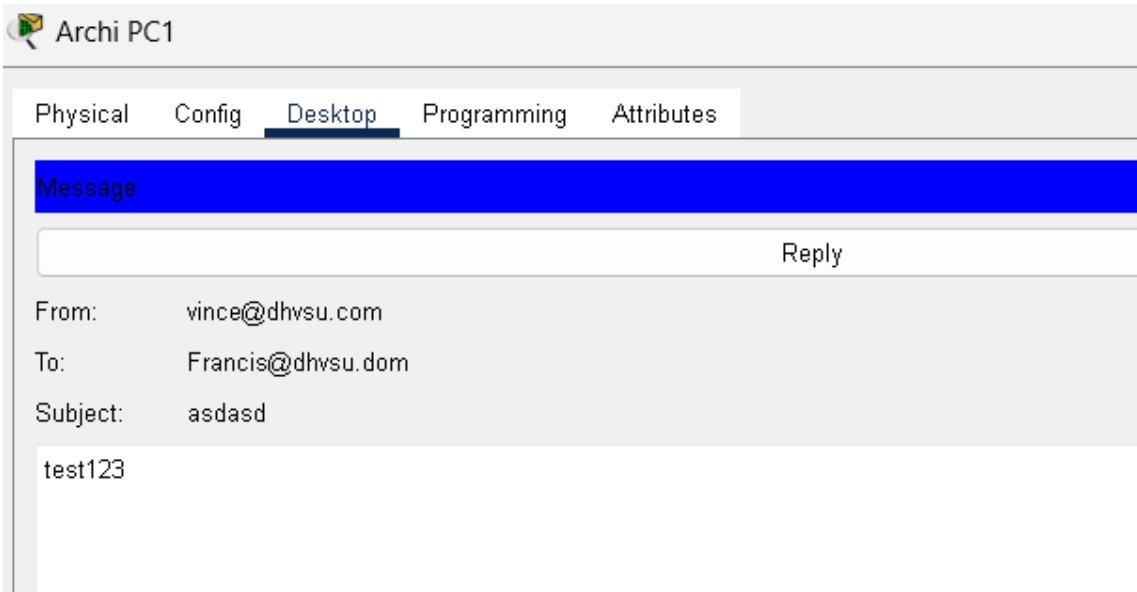 Archi PC1
Physical Config Desktop Programming Attributes
Message
Reply
From: vince@dhvsu.com
To: Francis@dhvsu.dom
Subject: asdasd
test123